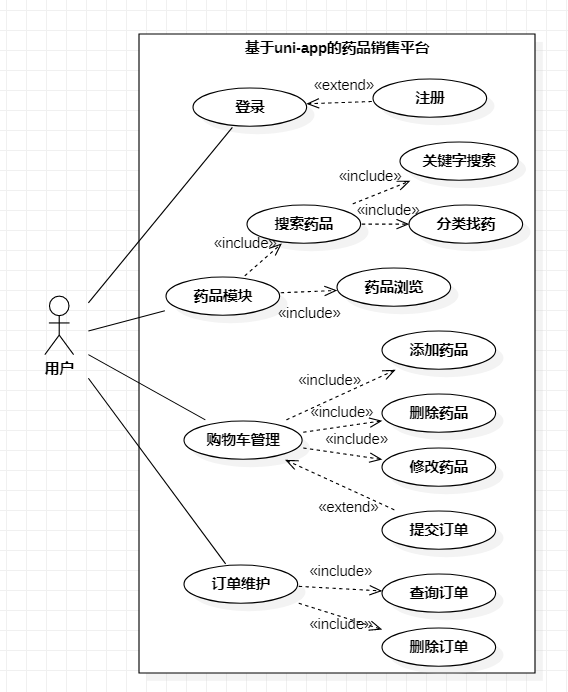 基于uni-app的药品销售平台
«extend»
登录
注册
«include»
关键字搜索
搜索药品
«include»
分类找药
«include»
药品模块
药品浏览
«include»
用户
添加药品
«include»
«include»
删除药品
购物车管理
«include»
修改药品
«extend»
提交订单
«include»
订单维护
查询订单
«include»
删除订单